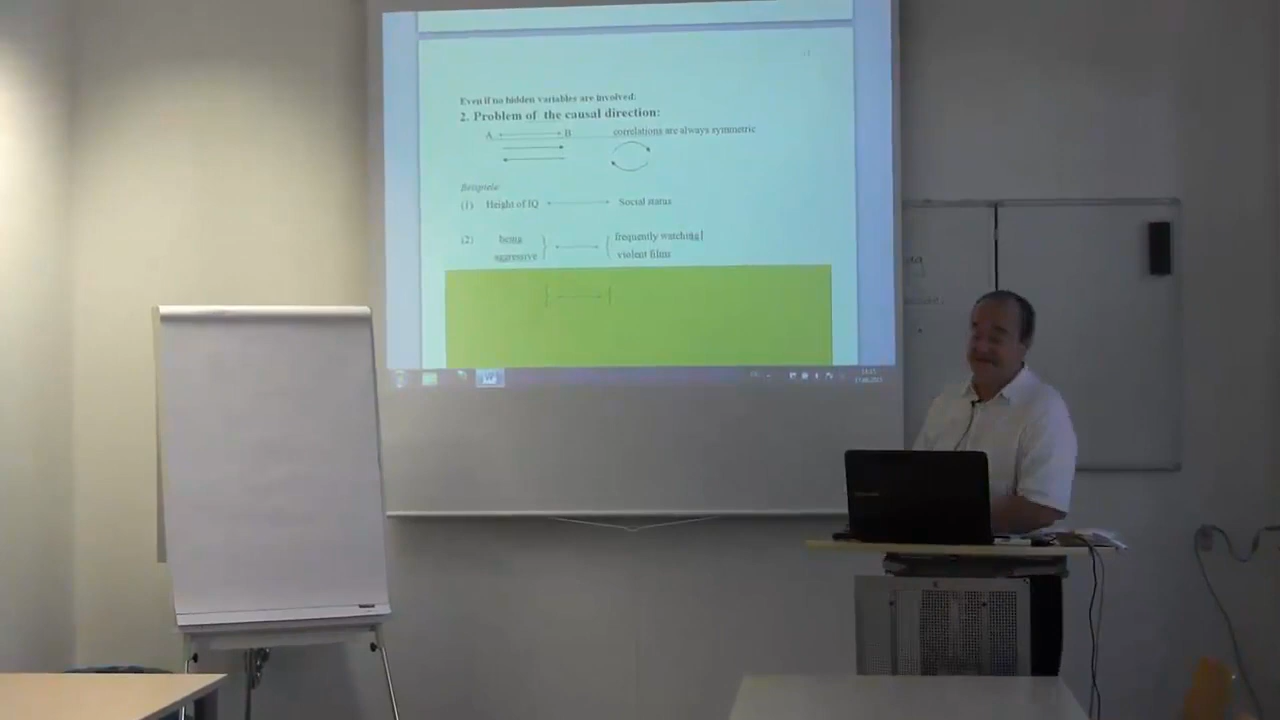 Even if no hidden variables are involved:
2. Problem of the causal direction:
A B correlations are always symmetric
Beispiele
(1) Height of IQ Social status
(2) being frequently watching
aggressive violent films